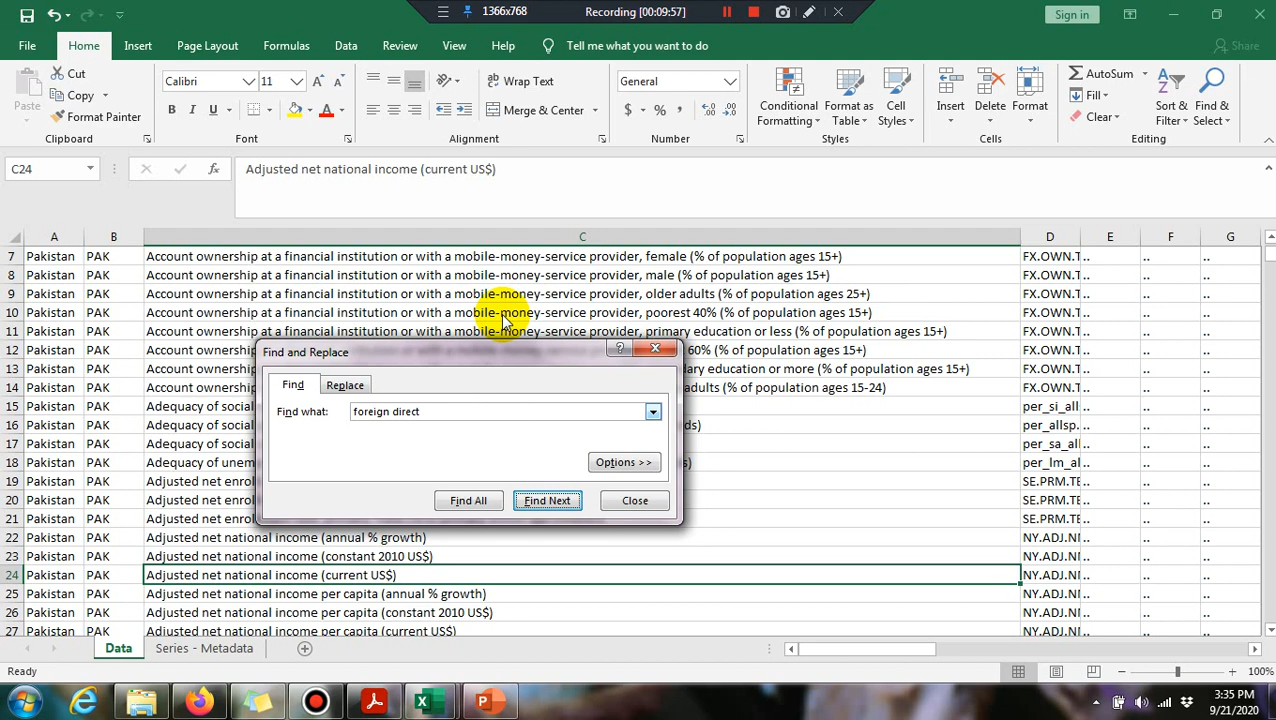 1366x768
Recording [00:09:57]
Sign in
File Home Insert Page Layout Formulas Data Review View Help Tell me what you want to do Share
Paste
Cut
Copy
Format Painter
Clipboard
Calibri 11
B I U
Font
Wrap Text
Merge & Center
Alignment
General
$ %
Number
Conditional Formatting
Format as Table
Cell Styles
Styles
Insert Delete Format
Cells
AutoSum
Fill
Clear
Sort & Filter
Find & Select
Editing
C24 fx Adjusted net national income (current US$)
A B C D E F G
7 Pakistan PAK Account ownership at a financial institution or with a mobile-money-service provider, female (% of population ages 15+) FX.OWN.T .. .. ..
8 Pakistan PAK Account ownership at a financial institution or with a mobile-money-service provider, male (% of population ages 15+) FX.OWN.T .. .. ..
9 Pakistan PAK Account ownership at a financial institution or with a mobile-money-service provider, older adults (% of population ages 25+) FX.OWN.T .. .. ..
10 Pakistan PAK Account ownership at a financial institution or with a mobile-money-service provider, poorest 40% (% of population ages 15+) FX.OWN.T .. .. ..
11 Pakistan PAK Account ownership at a financial institution or with a mobile-money-service provider, primary education or less (% of population ages 15+) FX.OWN.T .. .. ..
12 Pakistan PAK Account ow 60% (% of population ages 15+) FX.OWN.T .. .. ..
13 Pakistan PAK Account ow dary education or more (% of population ages 15+) FX.OWN.T .. .. ..
14 Pakistan PAK Account ow adults (% of population ages 15-24) FX.OWN.T .. .. ..
15 Pakistan PAK Adequacy of social per_si_all .. .. ..
16 Pakistan PAK Adequacy of social ds) per_allsp. .. .. ..
17 Pakistan PAK Adequacy of social per_sa_all .. .. ..
18 Pakistan PAK Adequacy of unem s) per_lm_al .. .. ..
19 Pakistan PAK Adjusted net enrol SE.PRM.TE .. .. ..
20 Pakistan PAK Adjusted net enrol SE.PRM.TE .. .. ..
21 Pakistan PAK Adjusted net enrol SE.PRM.TE .. .. ..
22 Pakistan PAK Adjusted net national income (annual % growth) NY.ADJ.NN .. .. ..
23 Pakistan PAK Adjusted net national income (constant 2010 US$) NY.ADJ.NN .. .. ..
24 Pakistan PAK Adjusted net national income (current US$) NY.ADJ.NN .. .. ..
25 Pakistan PAK Adjusted net national income per capita (annual % growth) NY.ADJ.NN .. .. ..
26 Pakistan PAK Adjusted net national income per capita (constant 2010 US$) NY.ADJ.NN .. .. ..
27 Pakistan PAK Adjusted net national income per capita (current US$) NY.ADJ.NN .. .. ..
Find and Replace
Find Replace
Find what: foreign direct
Options >>
Find All Find Next Close
Data Series - Metadata
Ready 100%
3:35 PM
9/21/2020